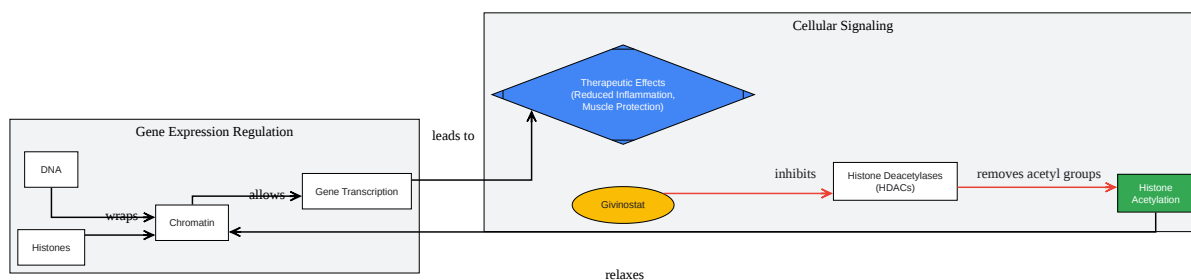 Cellular Signaling
Therapeutic Effects
(Reduced Inflammation,
Muscle Protection)
Gene Expression Regulation
leads to
DNA
Gene Transcription
allows
inhibits
Histone Deacetylases
(HDACs)
removes acetyl groups
Histone
Acetylation
Givinostat
wraps
Chromatin
Histones
relaxes